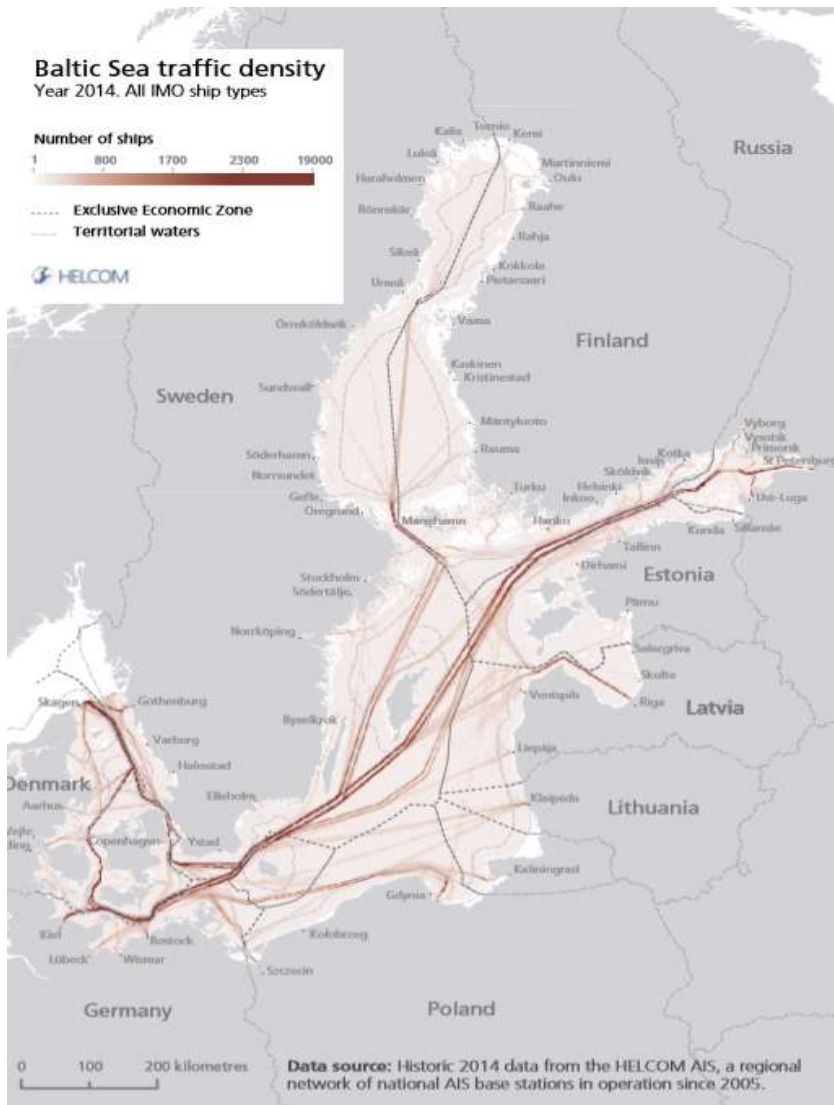 Baltic Sea traffic density
Year 2014. All IMO ship types
Number of ships
1 800 1700 2300 19000
Exclusive Economic Zone
Territorial waters
HELCOM
Tornio
Kemi
Kalix
Luleå
Martinniemi
Oulu
Haraholmen
Raahe
Rönnskär
Rahja
Sikeå
Kokkola
Pietarsaari
Umeå
Russia
Vaasa
Örnsköldsvik
Finland
Kaskinen
Kristinestad
Sweden
Sundsvall
Mäntyluoto
Rauma
Söderhamn
Norrsundet
Gefle
Öregrund
Mariehamn
Turku
Hanko
Inkoo
Helsinki
Sköldvik
Kotka
Vyborg
Vysotsk
Primorsk
St Petersburg
Ust-Luga
Sillamäe
Kunda
Tallinn
Dirhami
Estonia
Stockholm
Södertälje
Pärnu
Norrköping
Salacgriva
Skulte
Riga
Latvia
Ventspils
Skagen
Gothenburg
Byxelkrok
Varberg
Liepāja
Halmstad
Denmark
Elleholm
Klaipėda
Lithuania
Aarhus
Vejle
Copenhagen
Ystad
Kaliningrad
Gdynia
Kiel
Rostock
Kołobrzeg
Lübeck
Wismar
Szczecin
Germany
Poland
0 100 200 kilometres
Data source: Historic 2014 data from the HELCOM AIS, a regional
network of national AIS base stations in operation since 2005.